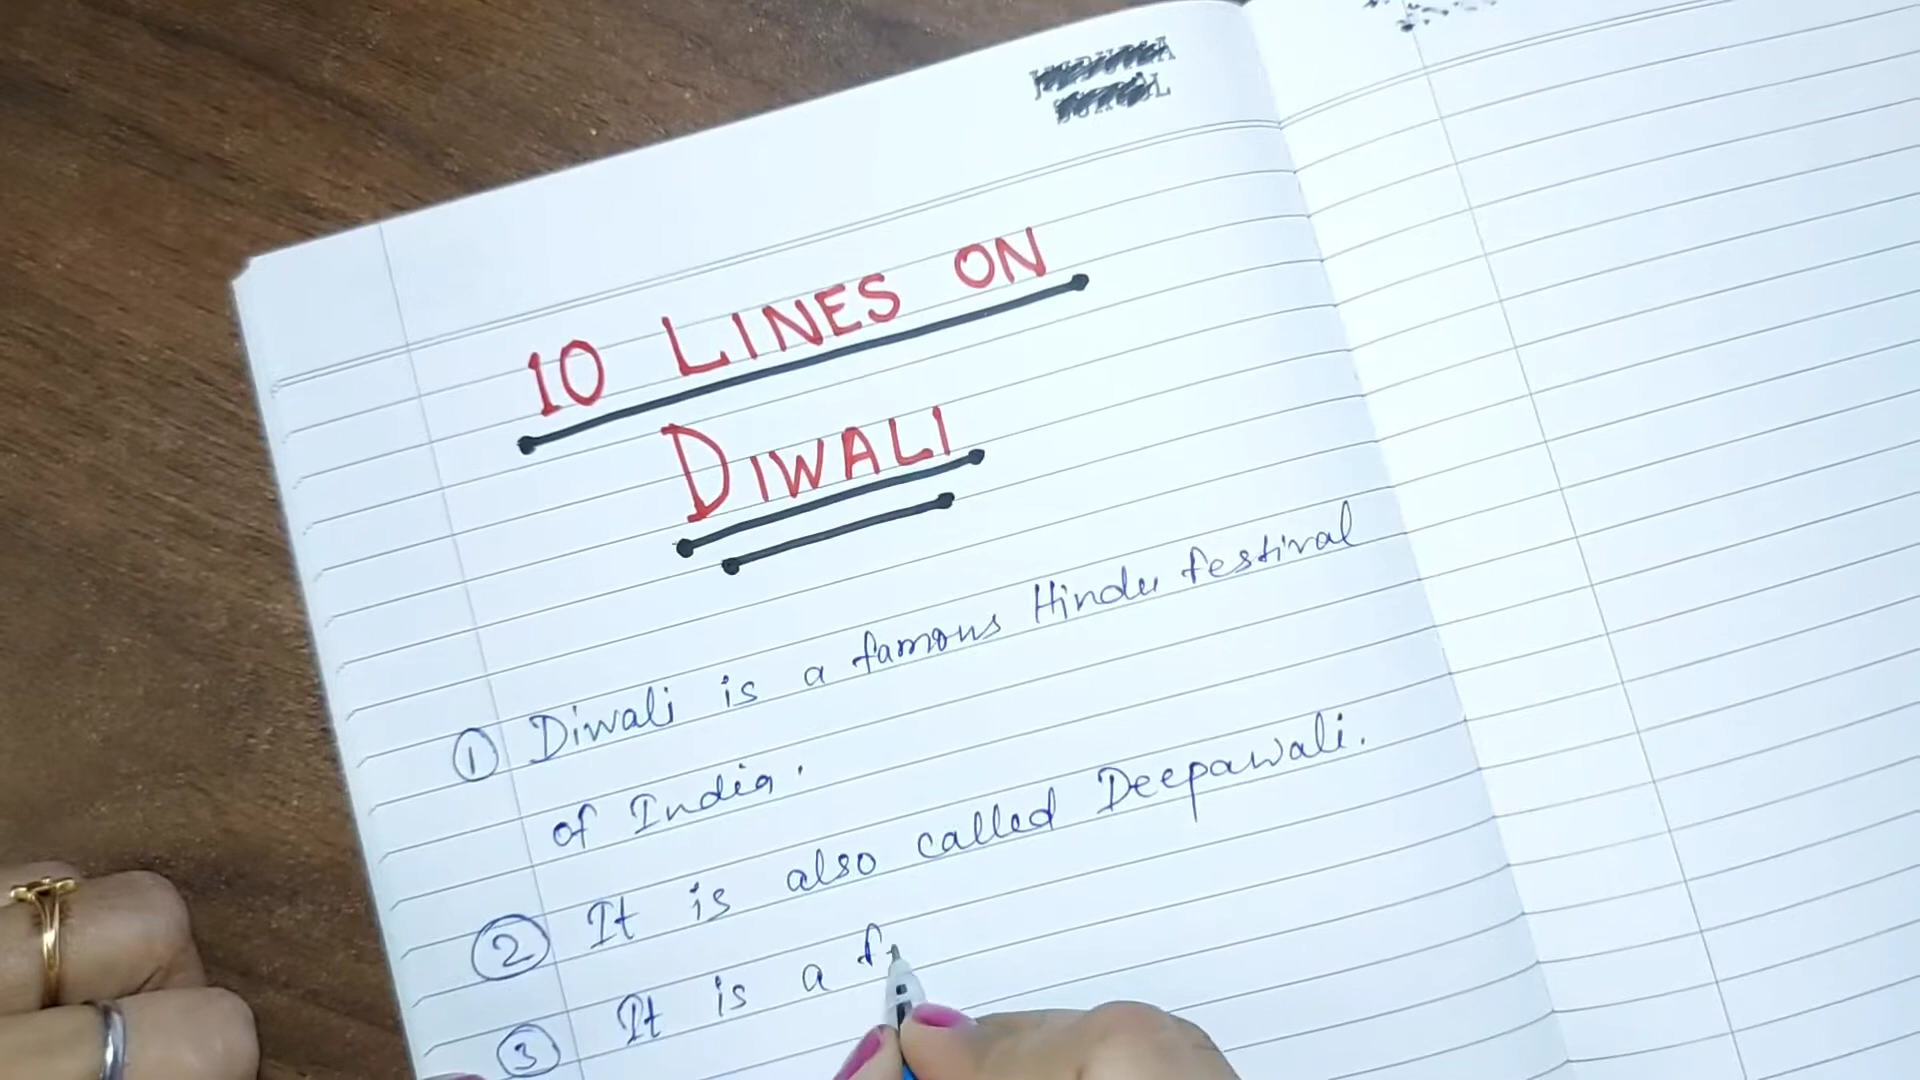 10 LINES ON
DIWALI
① Diwali is a famous Hindu festival
of India.
② It is also called Deepawali.
③ It is a f